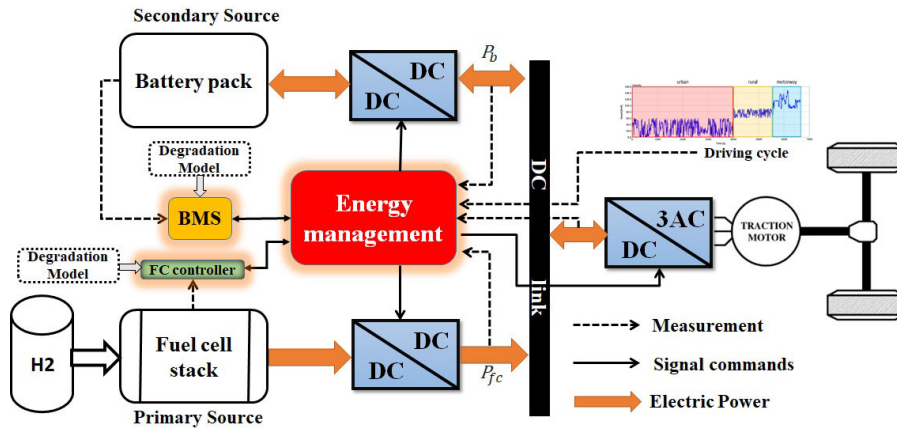 Secondary Source
Battery pack
DC
DC
P_b
urban
rural
motorway
Driving cycle
Degradation
Model
BMS
Energy
management
DC
link
3AC
DC
TRACTION
MOTOR
Degradation
Model
FC controller
H2
Fuel cell
stack
DC
DC
P_fc
Primary Source
Measurement
Signal commands
Electric Power